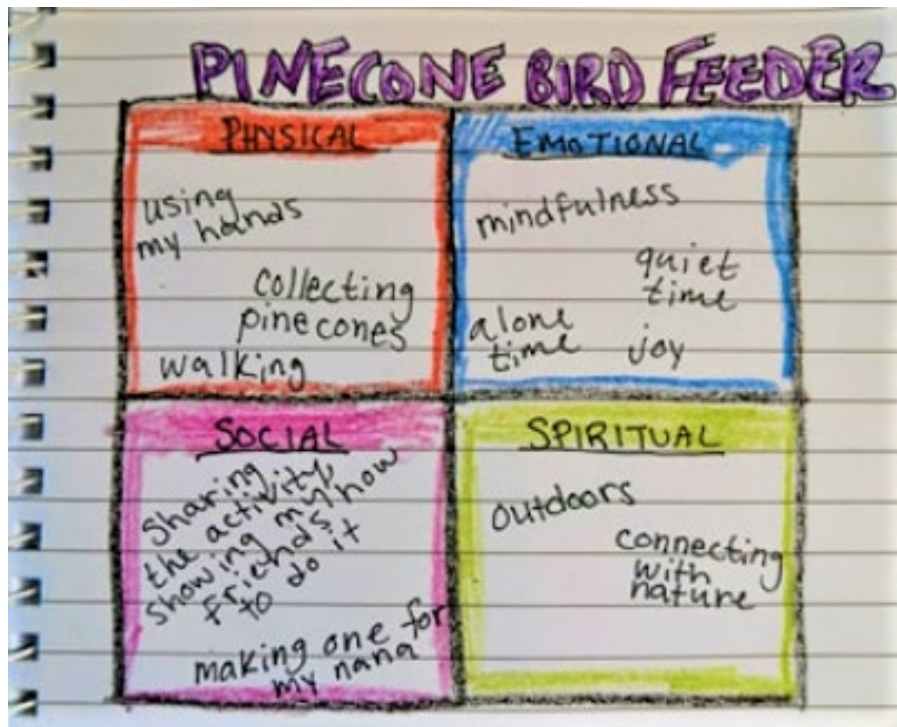 PINECONE BIRD FEEDER
PHYSICAL
using
my hands
collecting
pinecones
walking
EMOTIONAL
mindfulness
quiet
time
alone
time
joy
SOCIAL
Sharing
the activity,
showing my
friends how
to do it
making one for
my nana
SPIRITUAL
outdoors
connecting
with
nature